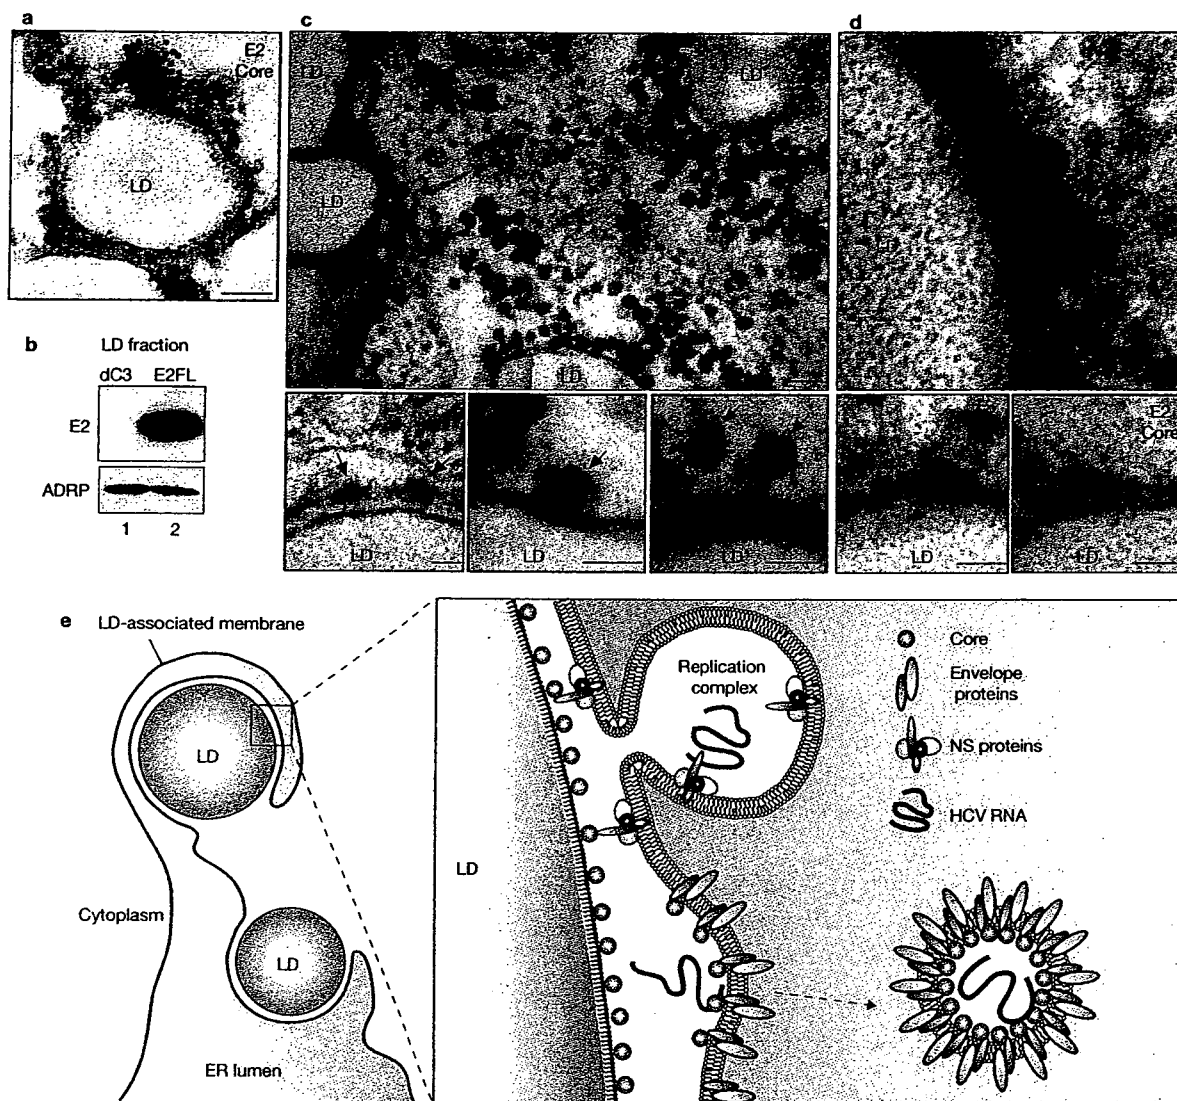 a
E2
Core
LD
b
LD fraction
dC3 E2FL
E2
ADRP
1 2
c
LD
LD
LD
LD
LD
LD
LD
d
LD
E2
Core
LD
LD
e
LD-associated membrane
LD
Cytoplasm
LD
ER lumen
LD
Replication
complex
Core
Envelope
proteins
NS proteins
HCV RNA